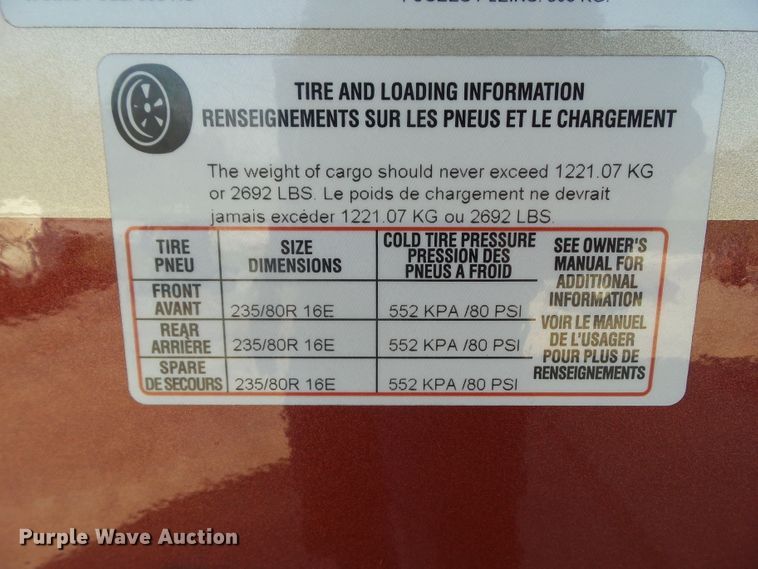 TIRE AND LOADING INFORMATION
RENSEIGNEMENTS SUR LES PNEUS ET LE CHARGEMENT
The weight of cargo should never exceed 1221.07 KG
or 2692 LBS. Le poids de chargement ne devrait
jamais excéder 1221.07 KG ou 2692 LBS.
TIRE
PNEU
SIZE
DIMENSIONS
COLD TIRE PRESSURE
PRESSION DES
PNEUS A FROID
SEE OWNER'S
MANUAL FOR
ADDITIONAL
INFORMATION
VOIR LE MANUEL
DE L'USAGER
POUR PLUS DE
RENSEIGNEMENTS
FRONT
AVANT
235/80R 16E
552 KPA /80 PSI
REAR
ARRIÈRE
235/80R 16E
552 KPA /80 PSI
SPARE
DE SECOURS
235/80R 16E
552 KPA /80 PSI
Purple Wave Auction